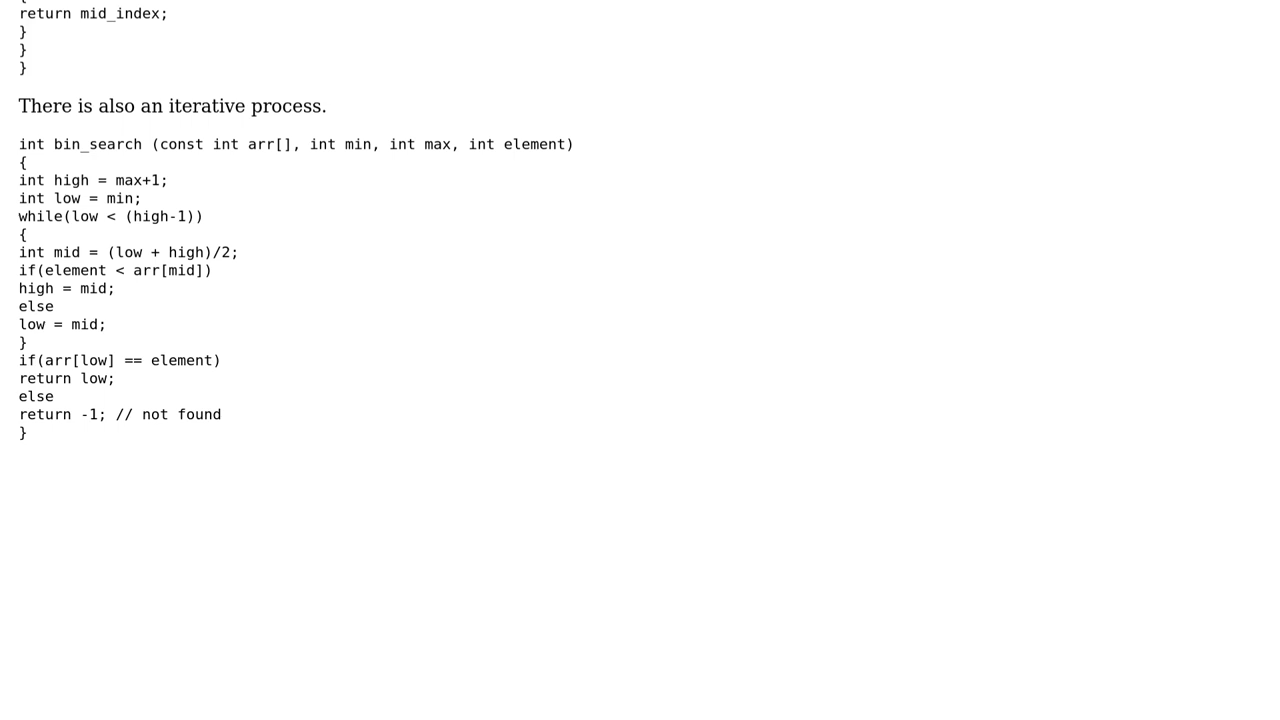 {
return mid_index;
}
}
}
There is also an iterative process.
int bin_search (const int arr[], int min, int max, int element)
{
int high = max+1;
int low = min;
while(low < (high-1))
{
int mid = (low + high)/2;
if(element < arr[mid])
high = mid;
else
low = mid;
}
if(arr[low] == element)
return low;
else
return -1; // not found
}